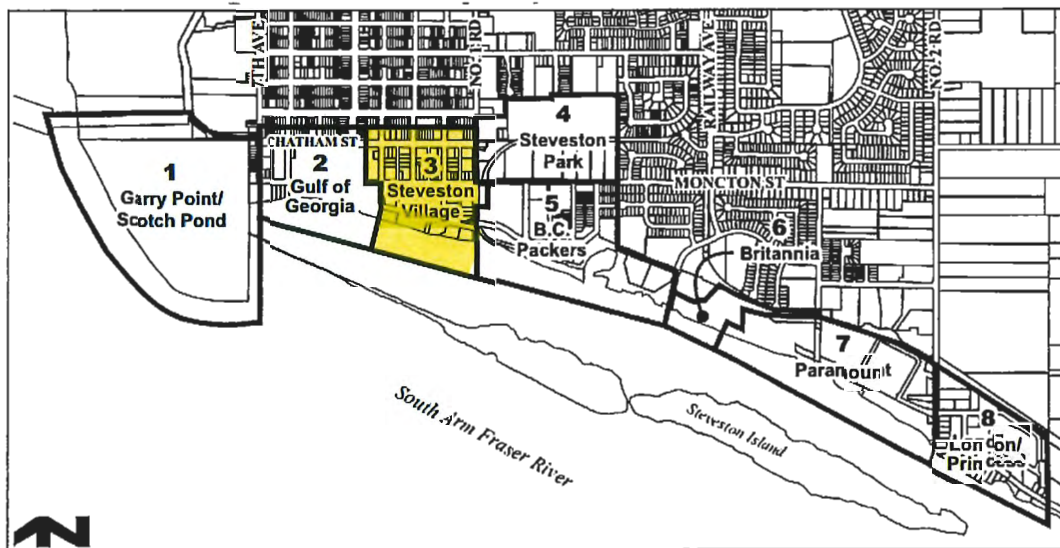 7TH AVE
NO. 1 RD
RAILWAY AVE
NO. 2 RD
CHATHAM ST
MONCTON ST
1
Garry Point/
Scotch Pond
2
Gulf of
Georgia
3
Steveston
Village
4
Steveston
Park
5
B.C.
Packers
6
Britannia
7
Paramount
8
London/
Princess
South Arm Fraser River
Steveston Island
N